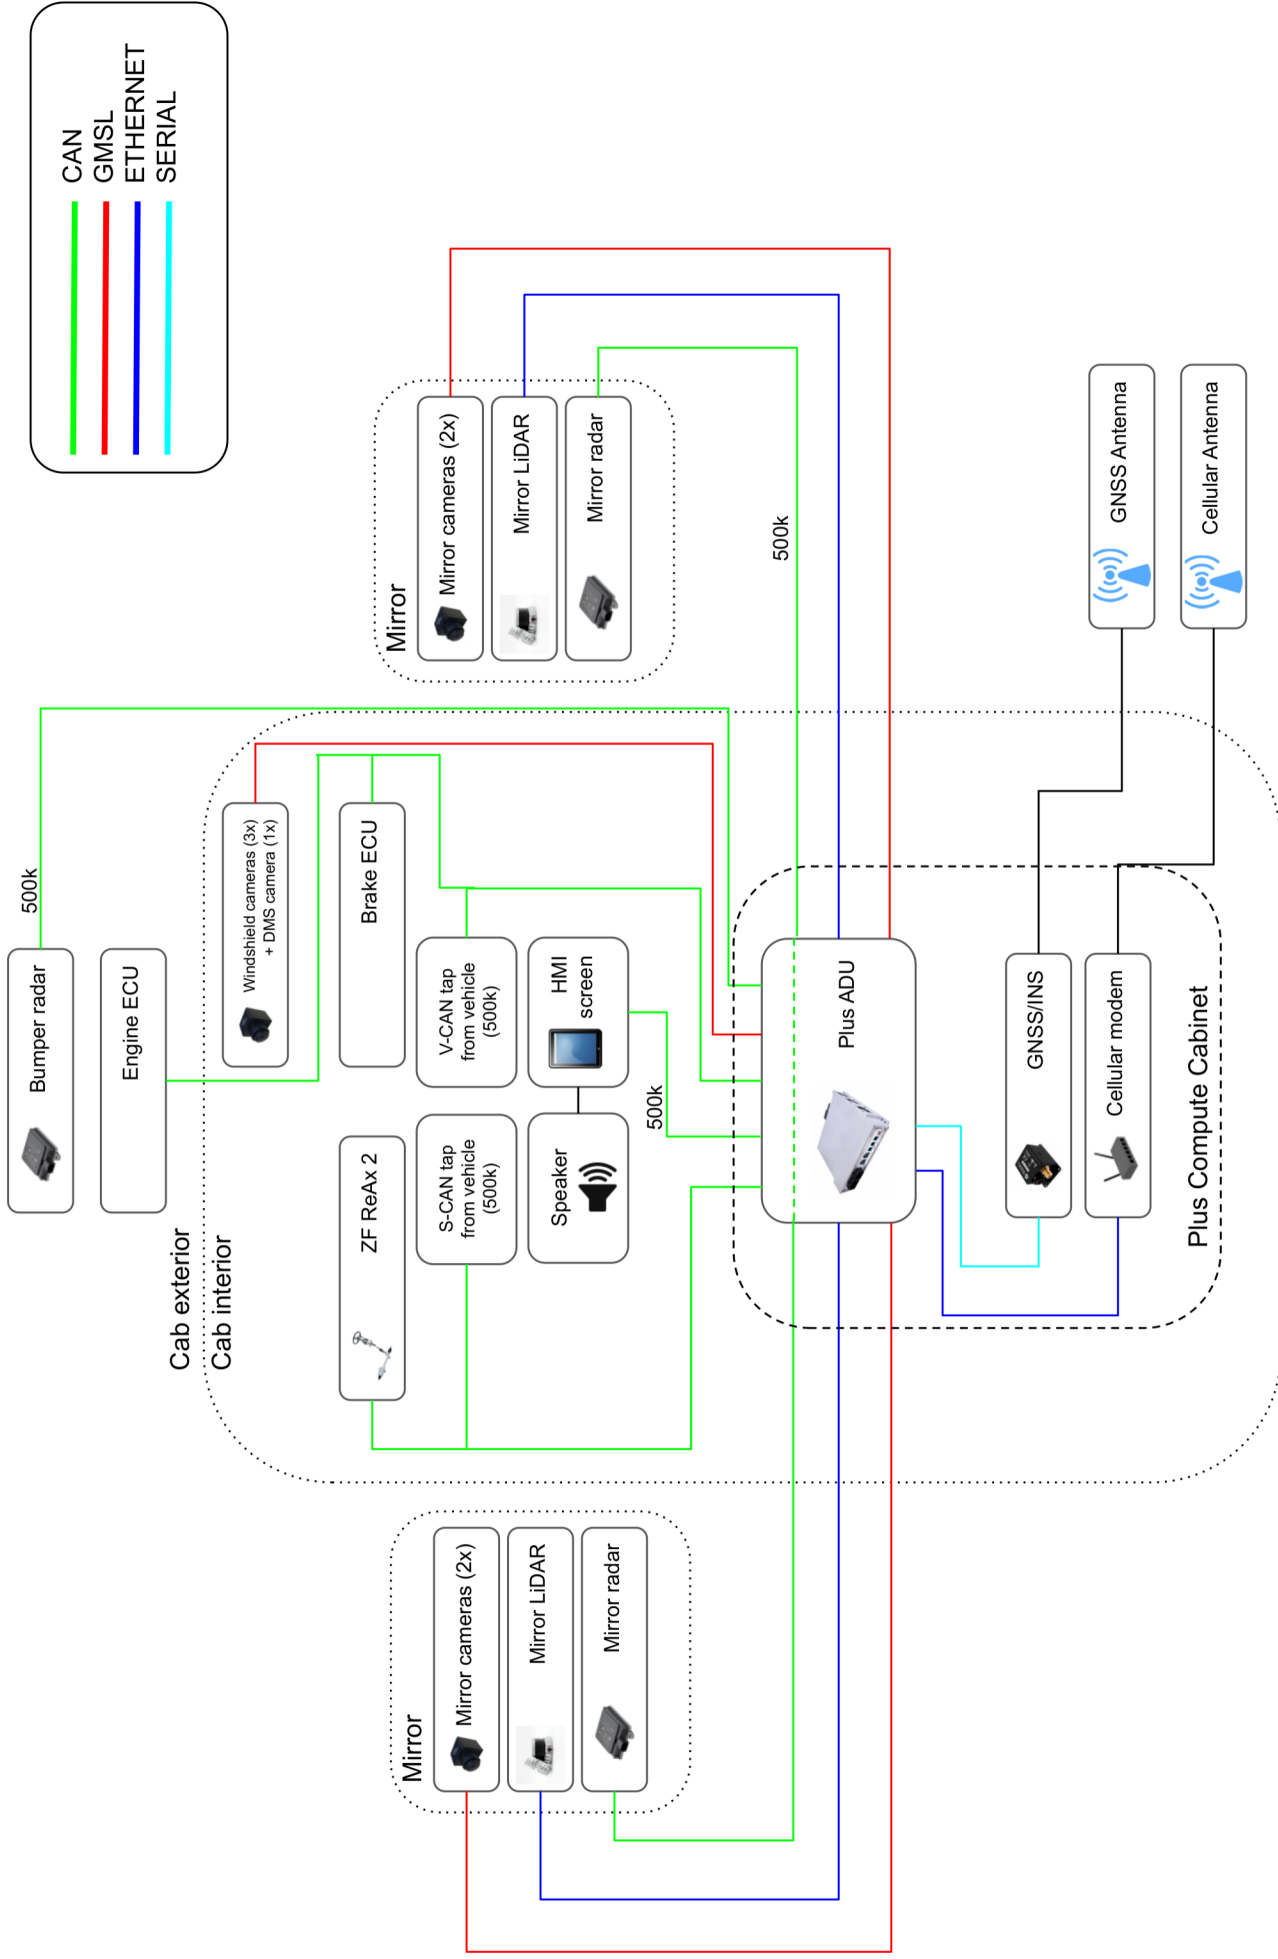 CAN
GMSL
ETHERNET
SERIAL
Bumper radar
500k
Engine ECU
Cab exterior
Cab interior
Windshield cameras (3x)
+ DMS camera (1x)
ZF ReAx 2
Brake ECU
S-CAN tap
from vehicle
(500k)
V-CAN tap
from vehicle
(500k)
Speaker
HMI
screen
500k
Mirror
Mirror cameras (2x)
Mirror LiDAR
Mirror radar
Mirror
Mirror cameras (2x)
Mirror LiDAR
Mirror radar
500k
Plus ADU
GNSS/INS
Cellular modem
Plus Compute Cabinet
GNSS Antenna
Cellular Antenna